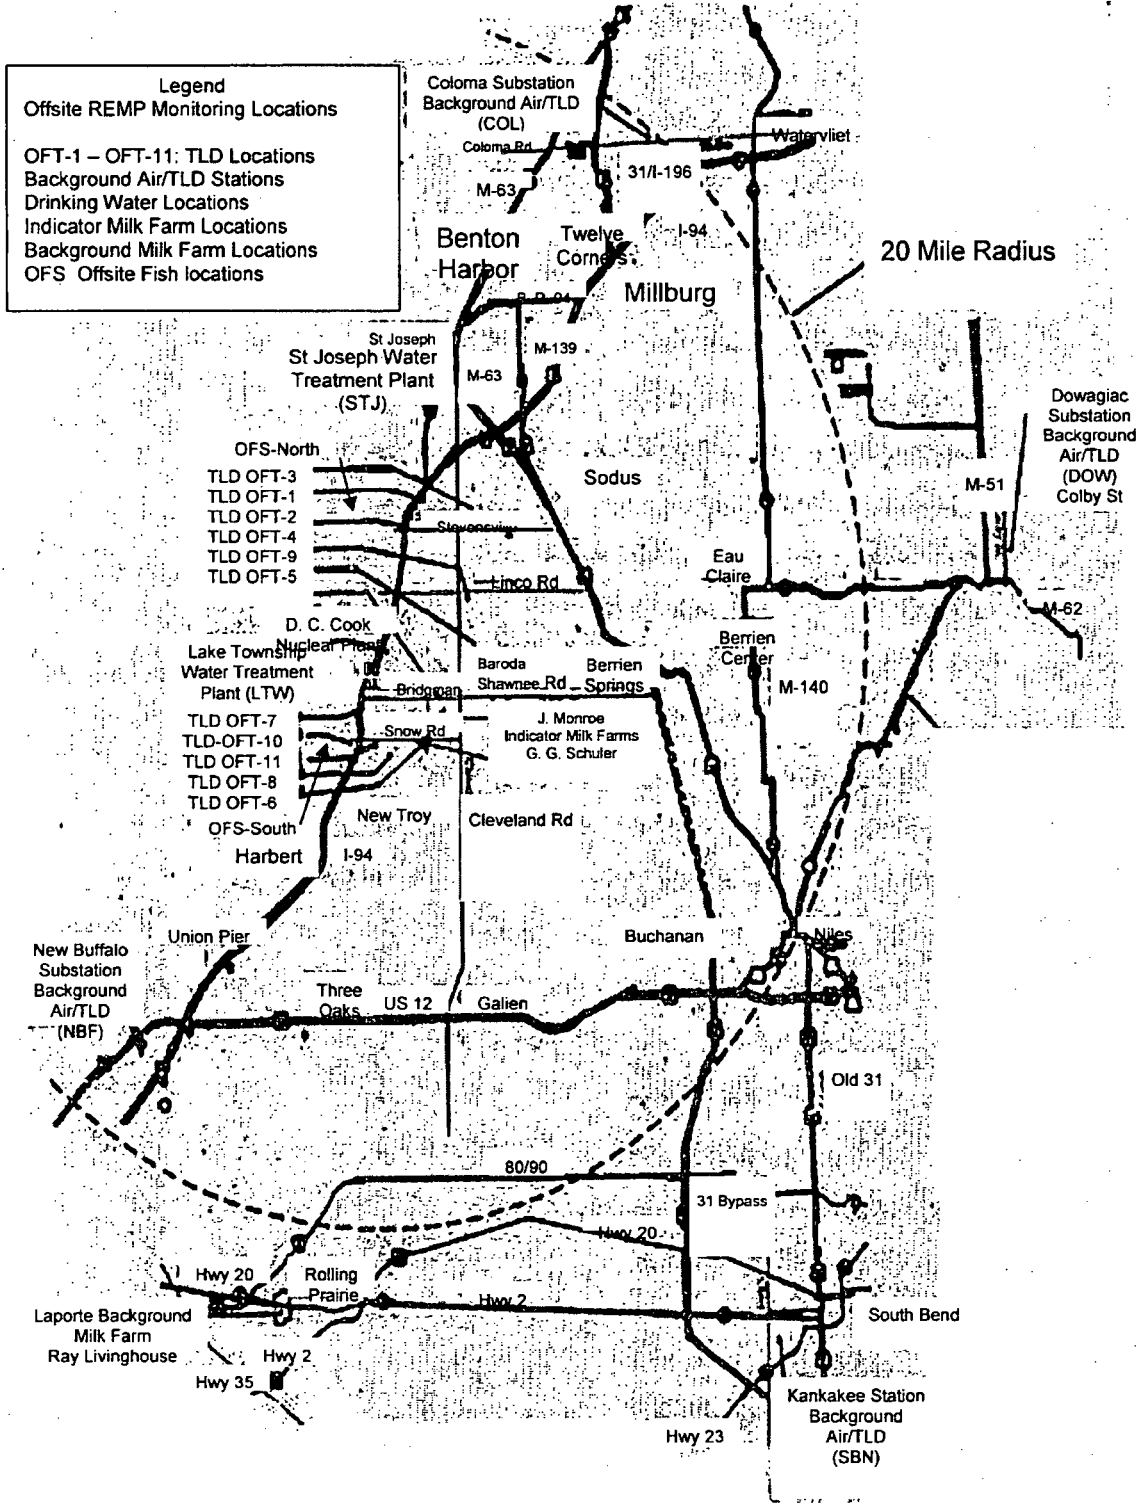 Legend
Offsite REMP Monitoring Locations
OFT-1 – OFT-11: TLD Locations
Background Air/TLD Stations
Drinking Water Locations
Indicator Milk Farm Locations
Background Milk Farm Locations
OFS Offsite Fish locations
Coloma Substation
Background Air/TLD
(COL)
Coloma Rd
Watervliet
M-63
31/I-196
I-94
Benton
Harbor
Twelve
Corners
Millburg
20 Mile Radius
St Joseph
St Joseph Water
Treatment Plant
(STJ)
M-139
M-63
Dowagiac
Substation
Background
Air/TLD
(DOW)
Colby St
M-51
OFS-North
TLD OFT-3
TLD OFT-1
TLD OFT-2
TLD OFT-4
TLD OFT-9
TLD OFT-5
Sodus
Stevensville
Linco Rd
Eau
Claire
M-62
D. C. Cook
Nuclear Plant
Lake Township
Water Treatment
Plant (LTW)
Bridgman
Baroda
Shawnee Rd
Berrien
Springs
Berrien
Center
M-140
TLD OFT-7
TLD-OFT-10
TLD OFT-11
TLD OFT-8
TLD OFT-6
OFS-South
Snow Rd
J. Monroe
Indicator Milk Farms
G. G. Schuler
New Troy
Cleveland Rd
Harbert
I-94
Union Pier
Buchanan
Niles
New Buffalo
Substation
Background
Air/TLD
(NBF)
Three
Oaks
US 12
Galien
Old 31
80/90
31 Bypass
Hwy 20
Hwy 20
Rolling
Prairie
Hwy 2
South Bend
Laporte Background
Milk Farm
Ray Livinghouse
Hwy 2
Hwy 35
Kankakee Station
Background
Air/TLD
(SBN)
Hwy 23